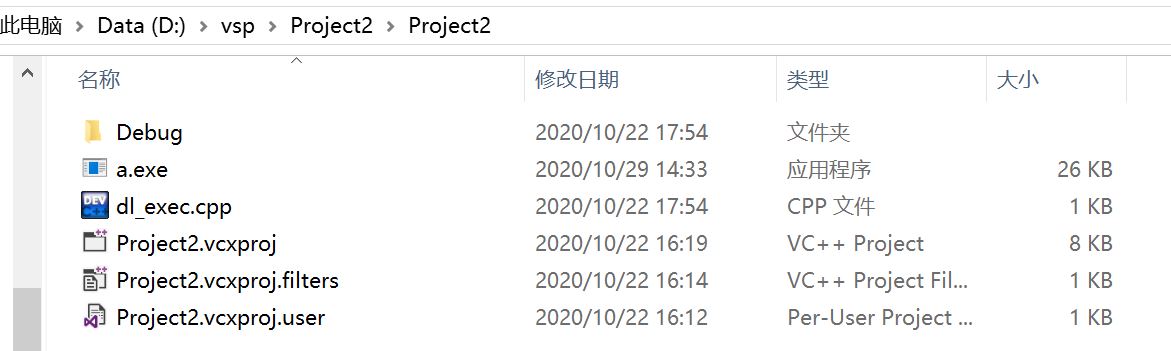 此电脑 > Data (D:) > vsp > Project2 > Project2
名称 修改日期 类型 大小
Debug 2020/10/22 17:54 文件夹
a.exe 2020/10/29 14:33 应用程序 26 KB
DEV C++ dl_exec.cpp 2020/10/22 17:54 CPP 文件 1 KB
Project2.vcxproj 2020/10/22 16:19 VC++ Project 8 KB
Project2.vcxproj.filters 2020/10/22 16:14 VC++ Project Fil... 1 KB
Project2.vcxproj.user 2020/10/22 16:12 Per-User Project ... 1 KB